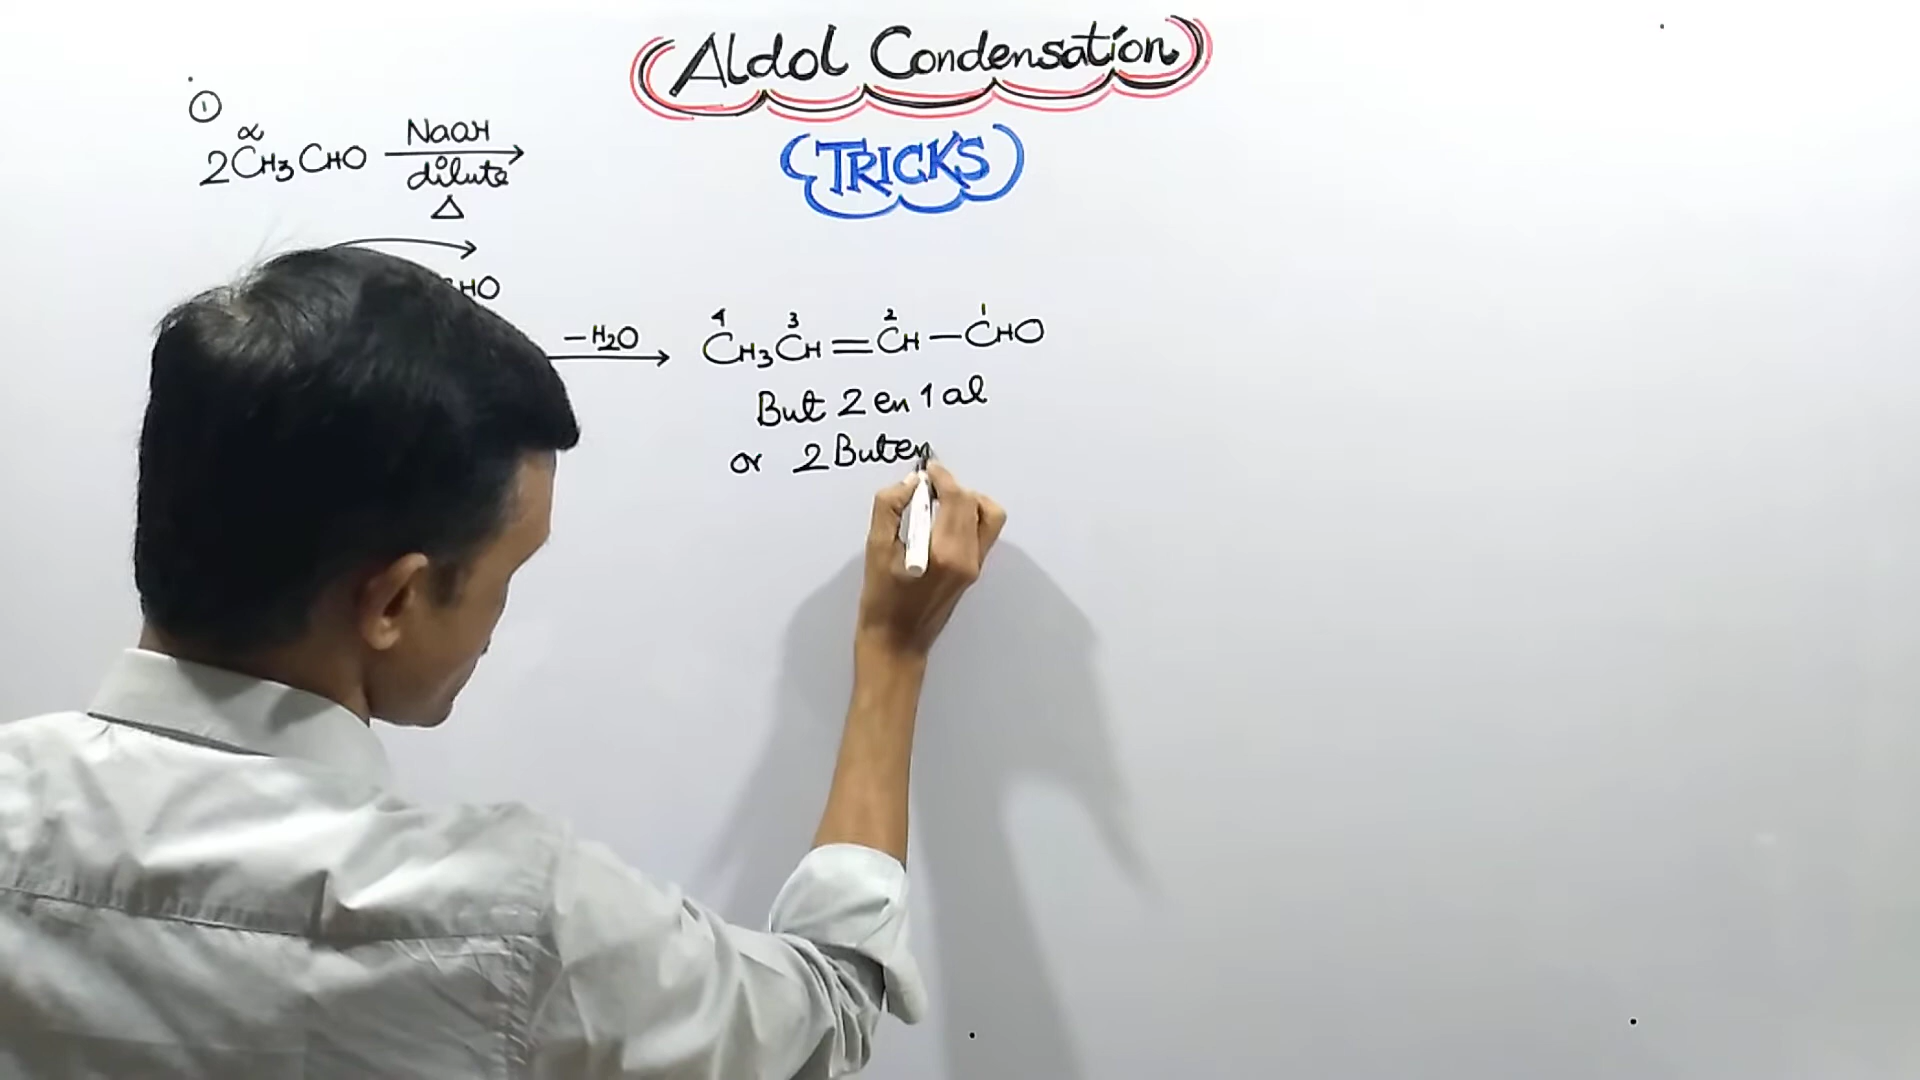 Aldol Condensation
TRICKS
①
α
2CH₃CHO NaOH
dilute
Δ
HO
−H₂O
4 3 2 1
CH₃CH=CH−CHO
But 2 en 1 al
or 2 Buten